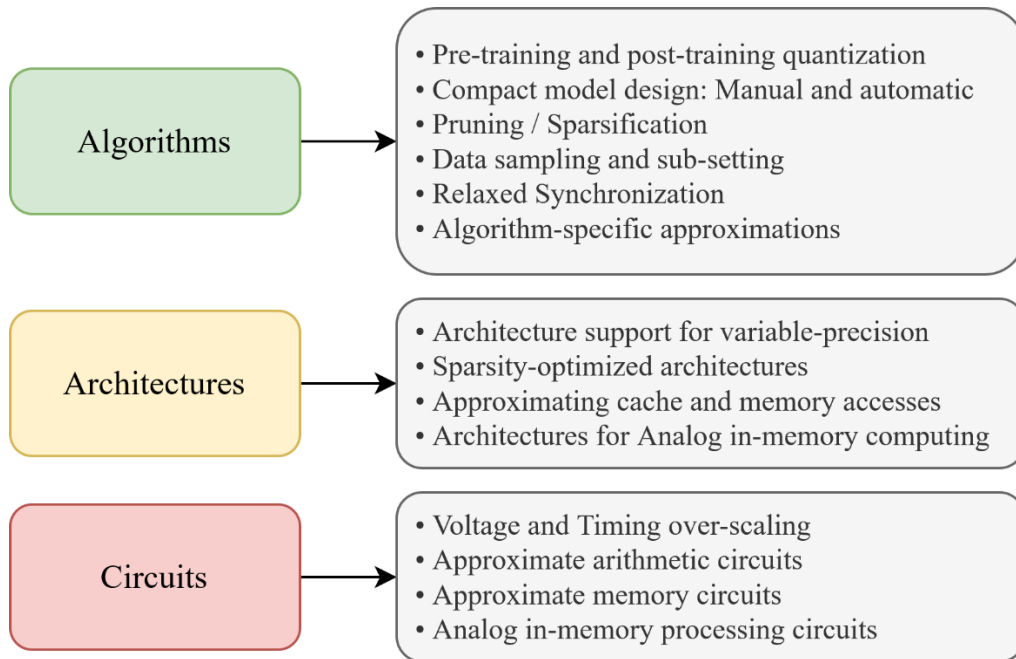 Algorithms
• Pre-training and post-training quantization
• Compact model design: Manual and automatic
• Pruning / Sparsification
• Data sampling and sub-setting
• Relaxed Synchronization
• Algorithm-specific approximations
Architectures
• Architecture support for variable-precision
• Sparsity-optimized architectures
• Approximating cache and memory accesses
• Architectures for Analog in-memory computing
Circuits
• Voltage and Timing over-scaling
• Approximate arithmetic circuits
• Approximate memory circuits
• Analog in-memory processing circuits